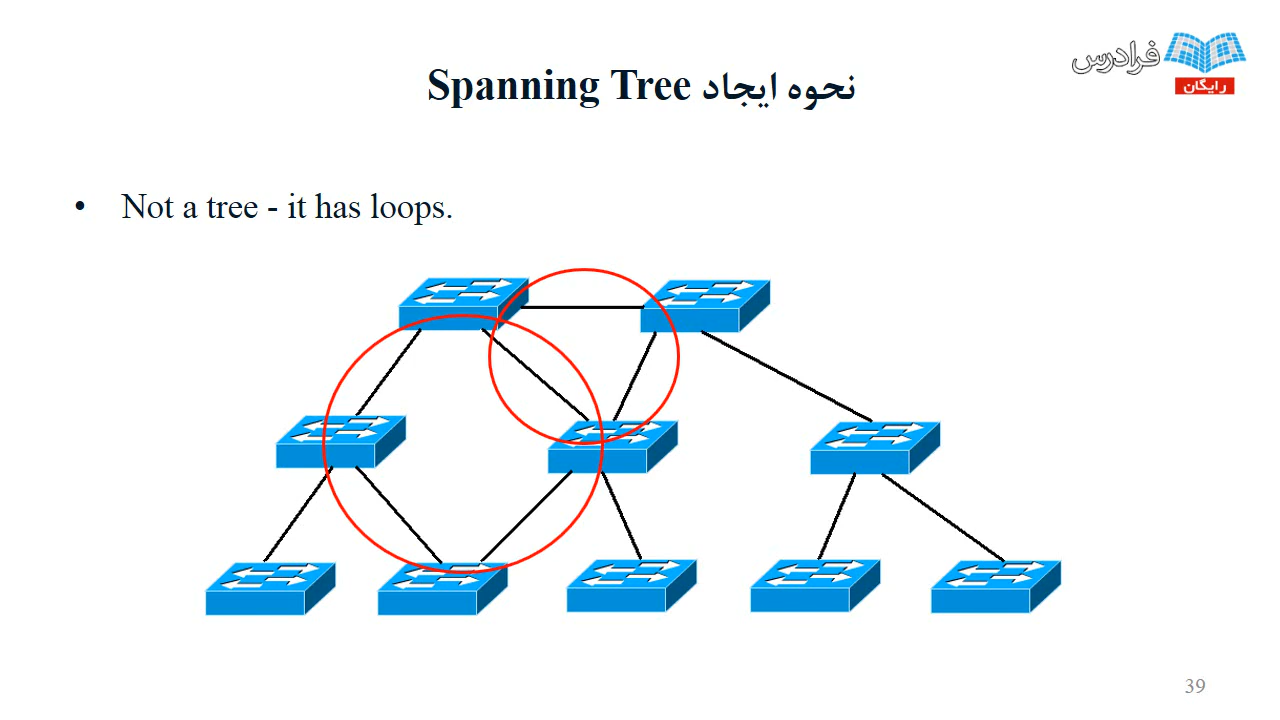 فرادرس
رایگان
نحوه ایجاد Spanning Tree
• Not a tree - it has loops.
39